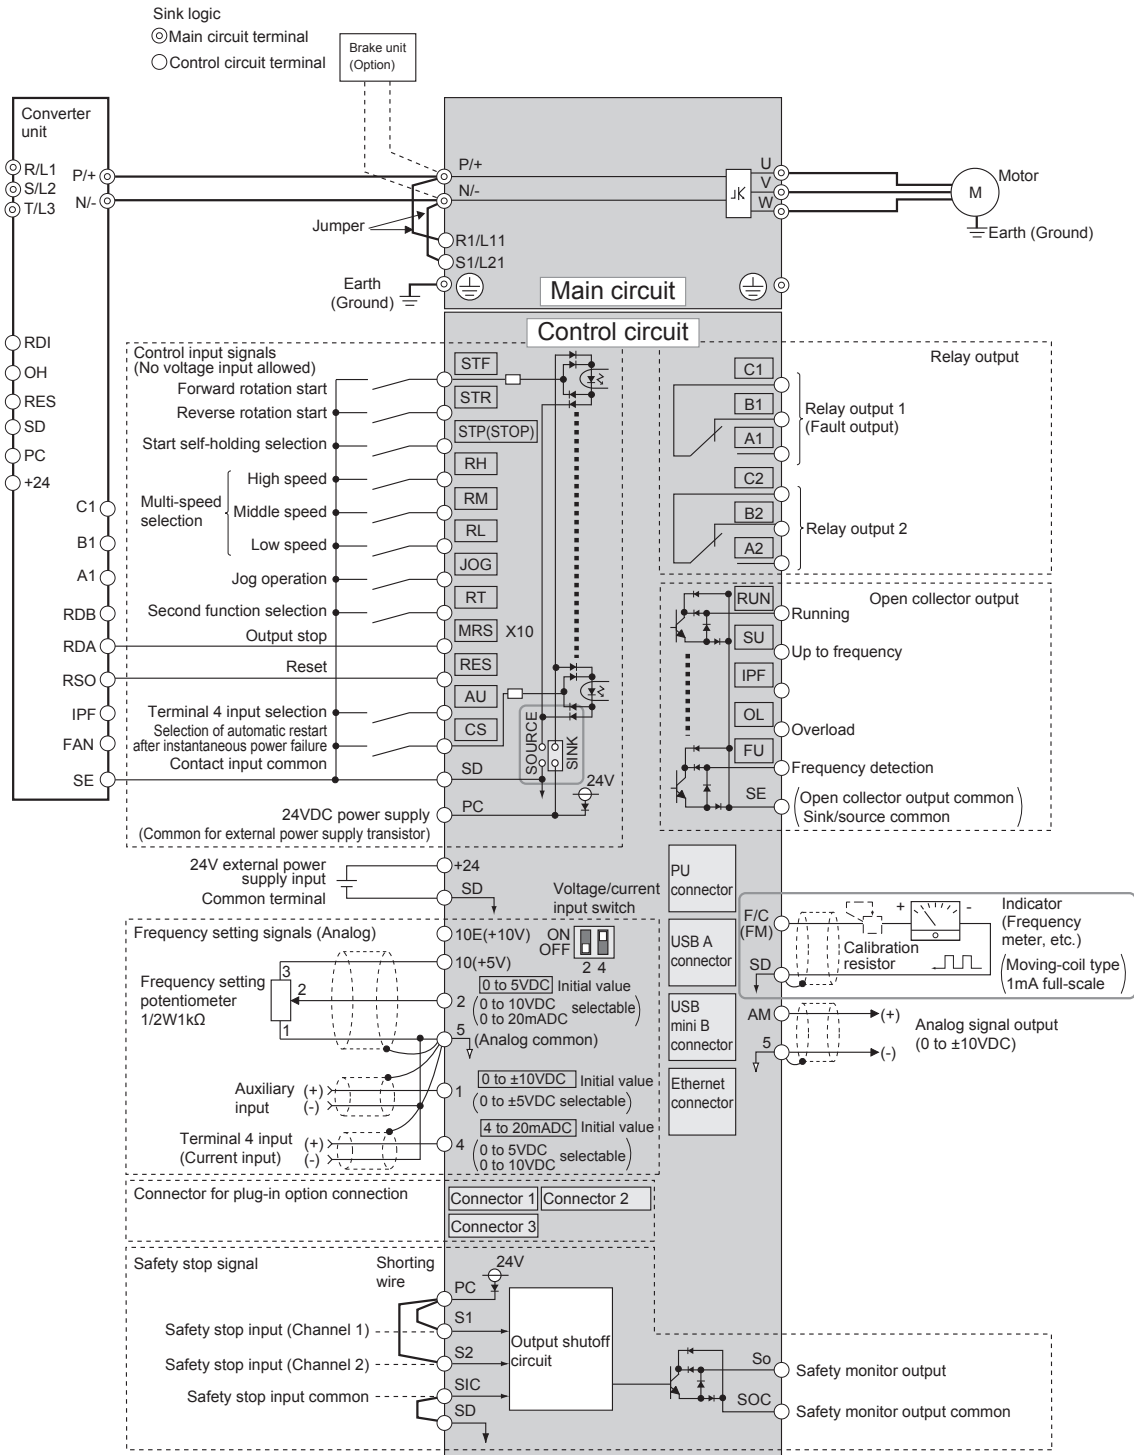 Sink logic
Main circuit terminal
Control circuit terminal
Brake unit
(Option)
Converter
unit
R/L1
S/L2
T/L3
P/+
N/-
P/+
N/-
Jumper
R1/L11
S1/L21
Earth
(Ground)
U
V
W
Motor
M
Earth (Ground)
Main circuit
Control circuit
RDI
OH
RES
SD
PC
+24
C1
B1
A1
RDB
RDA
RSO
IPF
FAN
SE
Control input signals
(No voltage input allowed)
Forward rotation start
Reverse rotation start
Start self-holding selection
Multi-speed
selection
High speed
Middle speed
Low speed
Jog operation
Second function selection
Output stop
Reset
Terminal 4 input selection
Selection of automatic restart
after instantaneous power failure
Contact input common
24VDC power supply
(Common for external power supply transistor)
STF
STR
STP(STOP)
RH
RM
RL
JOG
RT
MRS X10
RES
AU
CS
SD
PC
SOURCE
SINK
24V
Relay output
C1
B1
A1
Relay output 1
(Fault output)
C2
B2
A2
Relay output 2
Open collector output
RUN
Running
SU
Up to frequency
IPF
OL
Overload
FU
Frequency detection
SE
(Open collector output common
Sink/source common)
24V external power
supply input
Common terminal
+24
SD
Voltage/current
input switch
ON
OFF
2 4
Frequency setting signals (Analog)
Frequency setting
potentiometer
1/2W1kΩ
3
2
1
10E(+10V)
10(+5V)
2
0 to 5VDC Initial value
(0 to 10VDC
0 to 20mADC selectable)
5
(Analog common)
Auxiliary
input
(+)
(-)
1
0 to ±10VDC Initial value
(0 to ±5VDC selectable)
Terminal 4 input
(Current input)
(+)
(-)
4
4 to 20mADC Initial value
(0 to 5VDC
0 to 10VDC selectable)
PU
connector
USB A
connector
USB
mini B
connector
Ethernet
connector
F/C
(FM)
SD
+ -
Calibration
resistor
Indicator
(Frequency
meter, etc.)
(Moving-coil type
1mA full-scale)
AM
5
(+)
(-)
Analog signal output
(0 to ±10VDC)
Connector for plug-in option connection
Connector 1
Connector 2
Connector 3
Safety stop signal
Shorting
wire
24V
PC
S1
S2
SIC
SD
Safety stop input (Channel 1)
Safety stop input (Channel 2)
Safety stop input common
Output shutoff
circuit
So
SOC
Safety monitor output
Safety monitor output common